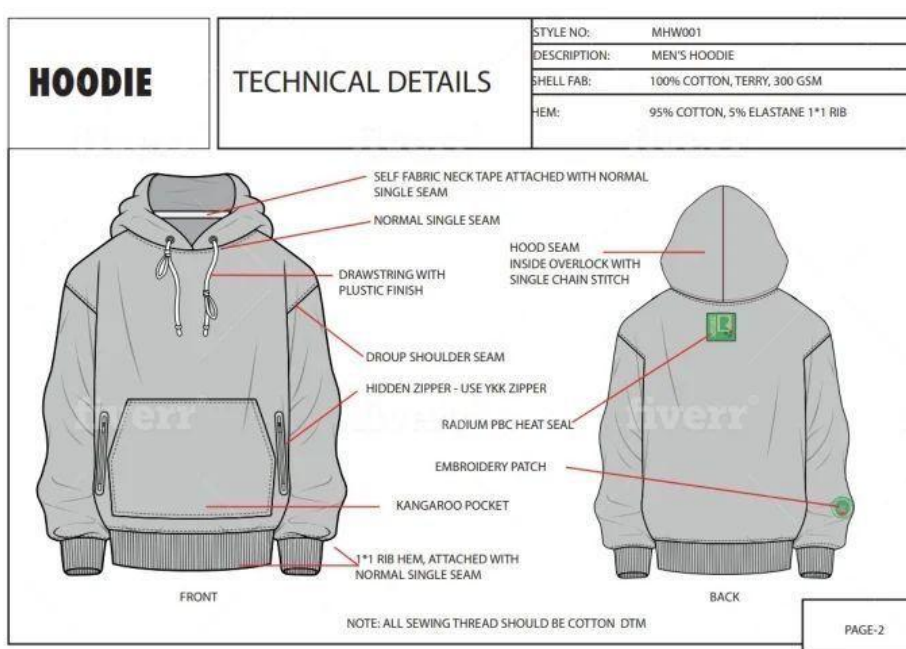 HOODIE
TECHNICAL DETAILS
STYLE NO: MHW001
DESCRIPTION: MEN'S HOODIE
SHELL FAB: 100% COTTON, TERRY, 300 GSM
HEM: 95% COTTON, 5% ELASTANE 1*1 RIB
SELF FABRIC NECK TAPE ATTACHED WITH NORMAL
SINGLE SEAM
NORMAL SINGLE SEAM
HOOD SEAM
INSIDE OVERLOCK WITH
SINGLE CHAIN STITCH
DRAWSTRING WITH
PLUSTIC FINISH
DROUP SHOULDER SEAM
HIDDEN ZIPPER - USE YKK ZIPPER
RADIUM PBC HEAT SEAL
EMBROIDERY PATCH
KANGAROO POCKET
1*1 RIB HEM, ATTACHED WITH
NORMAL SINGLE SEAM
FRONT
BACK
NOTE: ALL SEWING THREAD SHOULD BE COTTON DTM
PAGE-2
fiverr
fiverr
fiverr